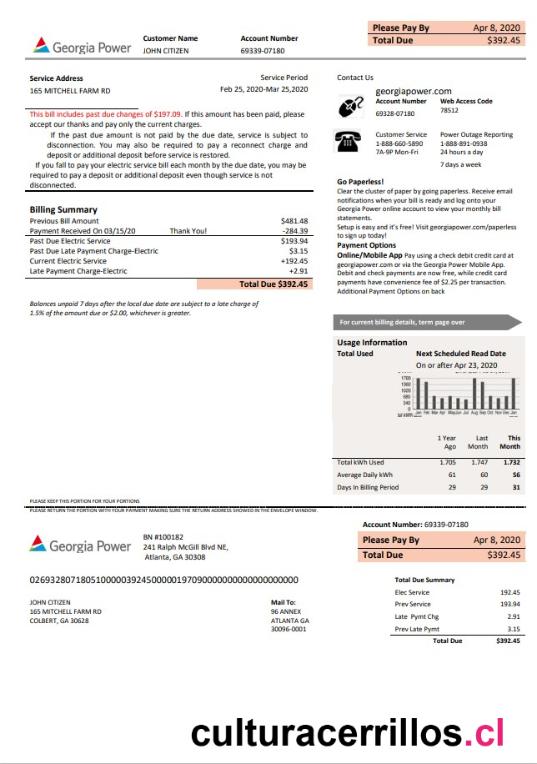 Georgia Power
Customer Name
JOHN CITIZEN
Account Number
69339-07180
Please Pay By Apr 8, 2020
Total Due $392.45
Service Address
165 MITCHELL FARM RD
Service Period
Feb 25, 2020-Mar 25,2020
This bill includes past due changes of $197.09. If this amount has been paid, please
accept our thanks and pay only the current charges.
If the past due amount is not paid by the due date, service is subject to
disconnection. You may also be required to pay a reconnect charge and
deposit or additional deposit before service is restored.
If you fall to pay your electric service bill each month by the due date, you may be
required to pay a deposit or additional deposit even though service is not
disconnected.
Billing Summary
Previous Bill Amount $481.48
Payment Received On 03/15/20 Thank You! -284.39
Past Due Electric Service $193.94
Past Due Late Payment Charge-Electric $3.15
Current Electric Service +192.45
Late Payment Charge-Electric +2.91
Total Due $392.45
Balances unpaid 7 days after the local due date are subject to a late charge of
1.5% of the amount due or $2.00, whichever is greater.
Contact Us
georgiapower.com
Account Number Web Access Code
69328-07180 78512
Customer Service Power Outage Reporting
1-888-660-5890 1-888-891-0938
7A-9P Mon-Fri 24 hours a day
7 days a week
Go Paperless!
Clear the cluster of paper by going paperless. Receive email
notifications when your bill is ready and log onto your
Georgia Power online account to view your monthly bill
statements.
Setup is easy and it's free! Visit georgiapower.com/paperless
to sign up today!
Payment Options
Online/Mobile App Pay using a check debit credit card at
georgiapower.com or via the Georgia Power Mobile App.
Debit and check payments are now free, while credit card
payments have convenience fee of $2.25 per transaction.
Additional Payment Options on back
For current billing details, term page over
Usage Information
Total Used Next Scheduled Read Date
On or after Apr 23, 2020
1 Year Ago Last Month This Month
Total kWh Used 1.705 1.747 1.732
Average Daily kWh 61 60 56
Days In Billing Period 29 29 31
PLEASE KEEP THIS PORTION FOR YOUR PORTIONS
PLEASE RETURN THE PORTION WITH YOUR PAYMENT MAKING SURE THE RETURN ADDRESS SHOWED IN THE ENVELOPE WINDOW.
Georgia Power
BN #100182
241 Ralph McGill Blvd NE,
Atlanta, GA 30308
Account Number: 69339-07180
Please Pay By Apr 8, 2020
Total Due $392.45
JOHN CITIZEN
165 MITCHELL FARM RD
COLBERT, GA 30628
Mail To:
96 ANNEX
ATLANTA GA
30096-0001
Total Due Summary
Elec Service 192.45
Prev Service 193.94
Late Pymt Chg 2.91
Prev Late Pymt 3.15
Total Due $392.45
culturacerrillos.cl